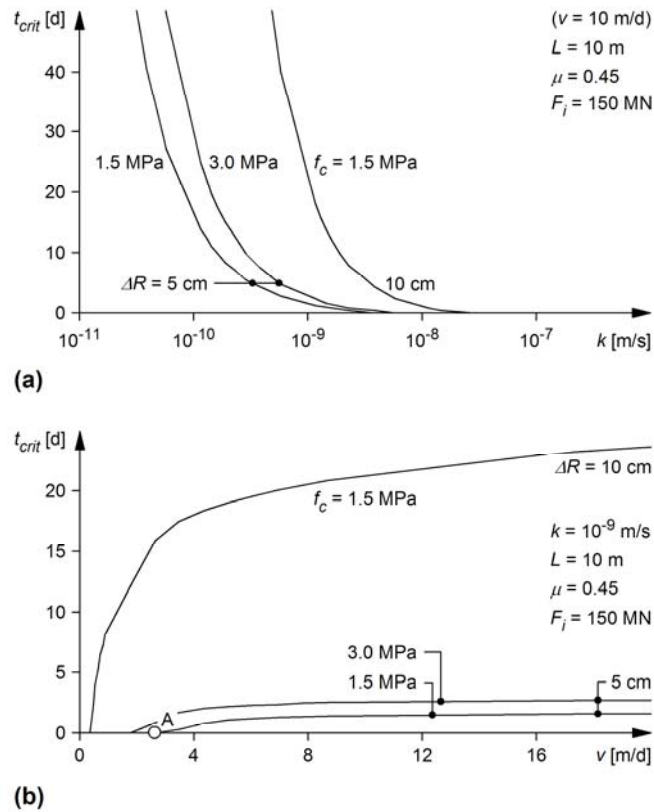 t_crit [d]
(v = 10 m/d)
L = 10 m
μ = 0.45
F_i = 150 MN
40
30
20
10
0
1.5 MPa
3.0 MPa
f_c = 1.5 MPa
ΔR = 5 cm
10 cm
10^-11
10^-10
10^-9
10^-8
10^-7
k [m/s]
(a)
t_crit [d]
20
15
10
5
0
f_c = 1.5 MPa
ΔR = 10 cm
k = 10^-9 m/s
L = 10 m
μ = 0.45
F_i = 150 MN
3.0 MPa
1.5 MPa
5 cm
A
0
4
8
12
16
v [m/d]
(b)